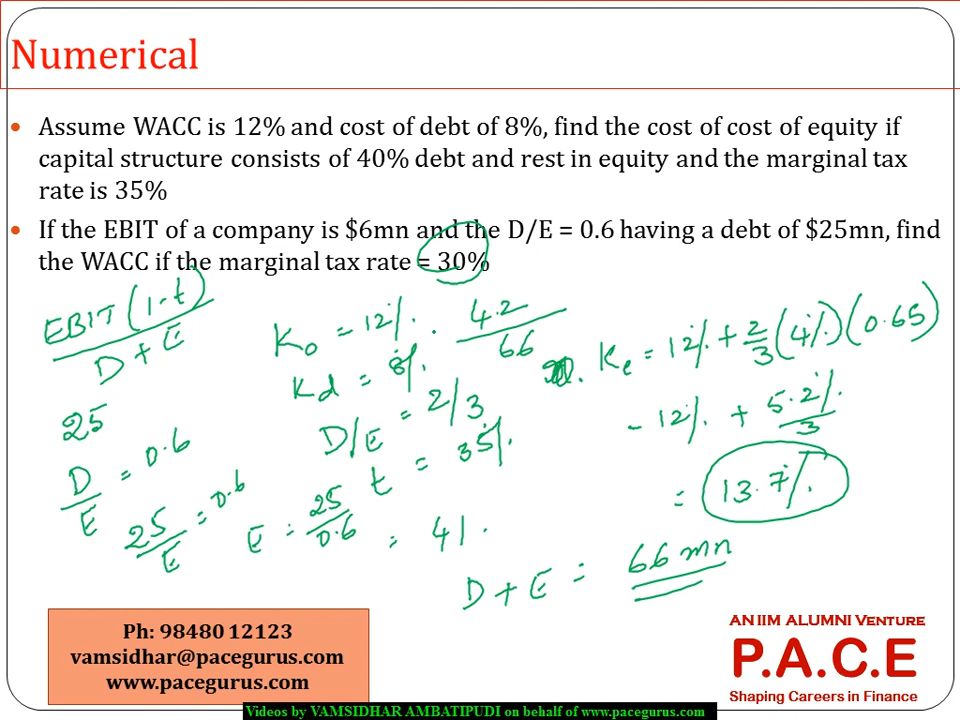 Numerical
Assume WACC is 12% and cost of debt of 8%, find the cost of cost of equity if
capital structure consists of 40% debt and rest in equity and the marginal tax
rate is 35%
If the EBIT of a company is $6mn and the D/E = 0.6 having a debt of $25mn, find
the WACC if the marginal tax rate = 30%
EBIT (1-t)
D + E
25
D/E = 0.6
25/E = 0.6
E = 25/0.6 = 41.
K0 = 12%.
Kd = 8%
D/E = 2/3
t = 35%.
4.2/66
Ke = 12% + 2/3 (4%) (0.65)
- 12% + 5.2%/3
= 13.7%
D + E = 66 mn
Ph: 98480 12123
vamsidhar@pacegurus.com
www.pacegurus.com
AN IIM ALUMNI VENTURE
P.A.C.E
Shaping Careers in Finance
Videos by VAMSIDHAR AMBATIPUDI on behalf of www.pacegurus.com